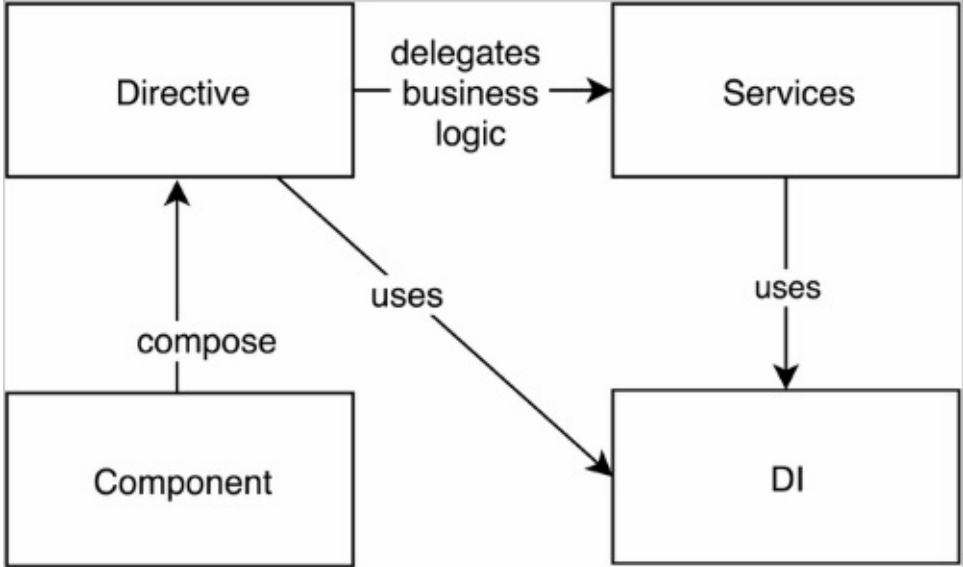 Directive
delegates
business
logic
Services
uses
uses
compose
Component
DI